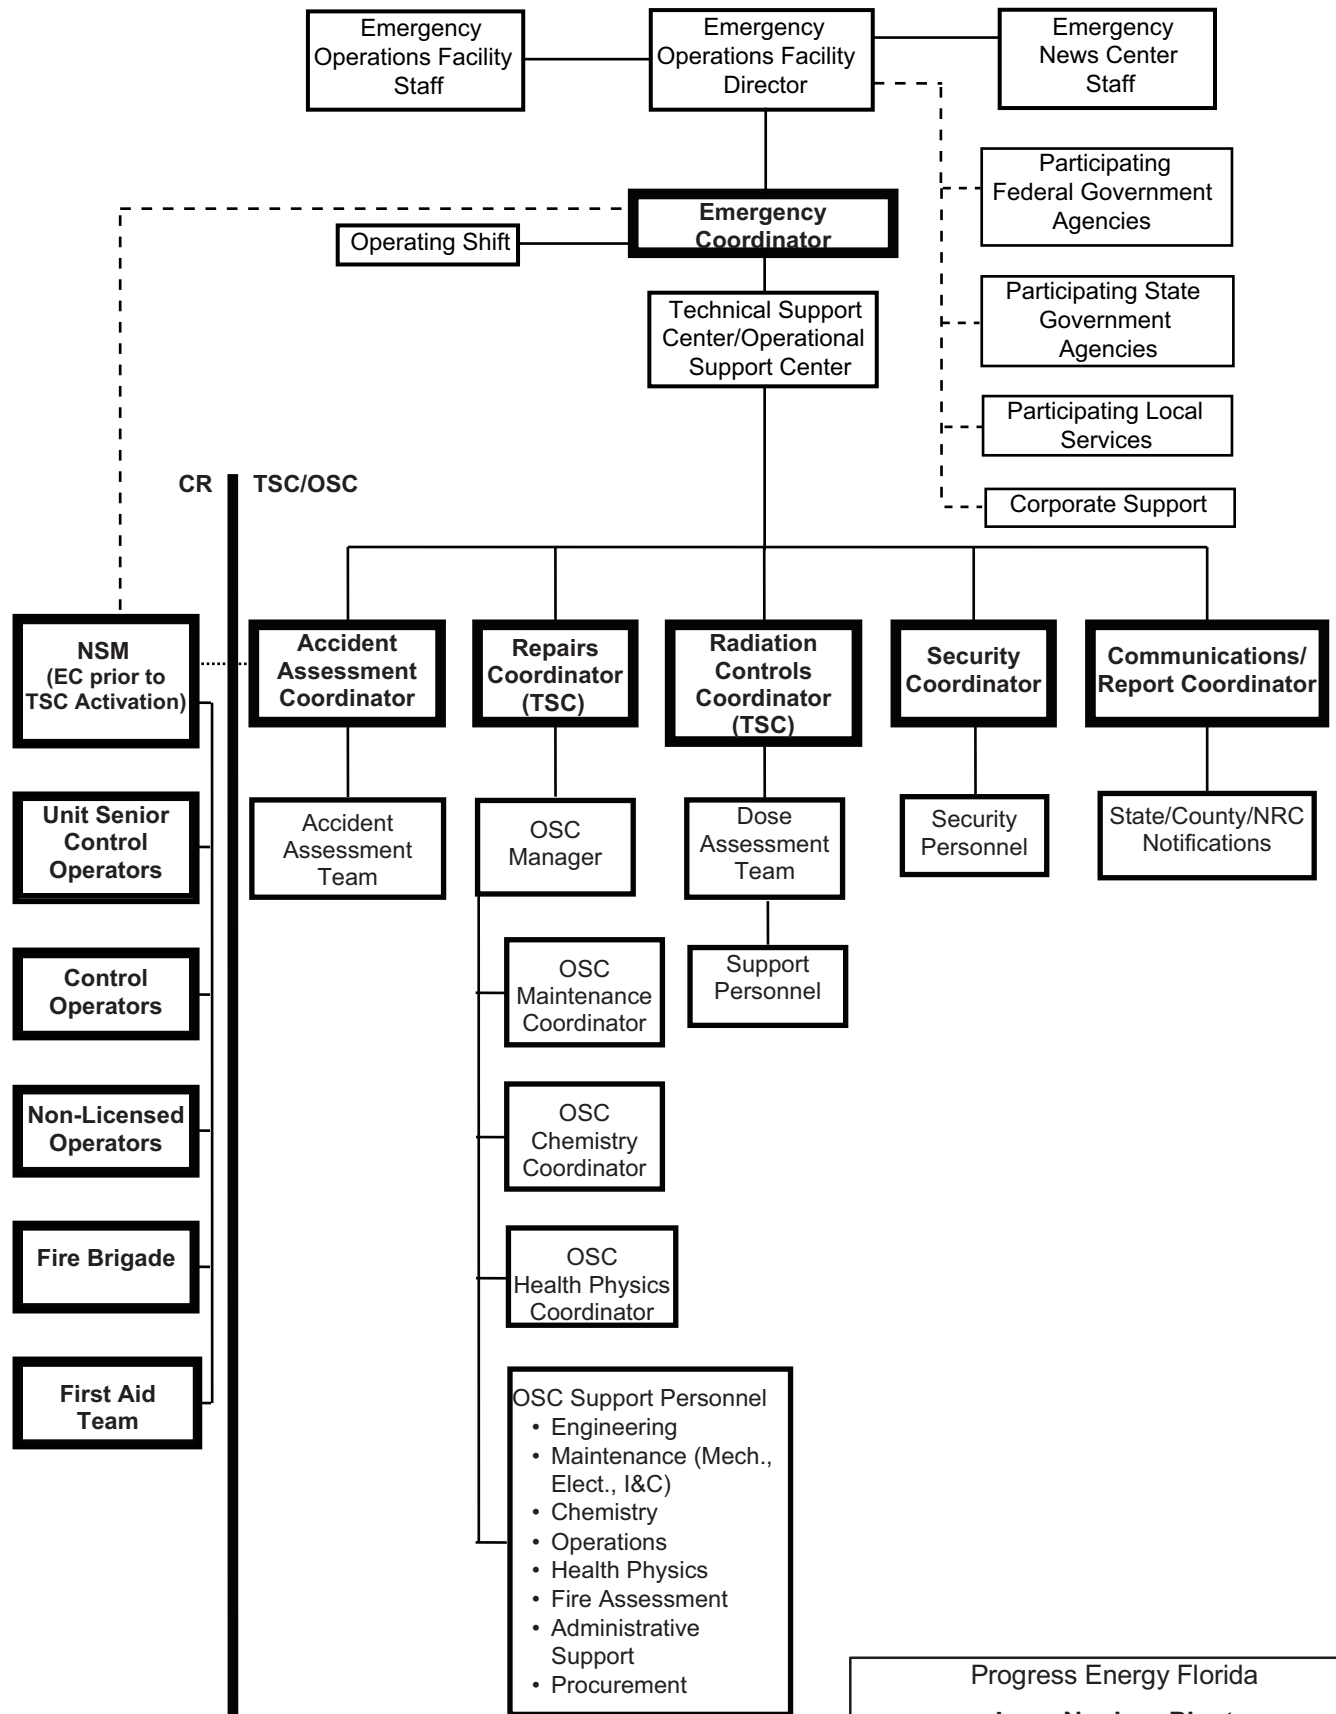 Emergency
Operations Facility
Staff
Emergency
Operations Facility
Director
Emergency
News Center
Staff
Participating
Federal Government
Agencies
Emergency
Coordinator
Operating Shift
Participating State
Government
Agencies
Technical Support
Center/Operational
Support Center
Participating Local
Services
Corporate Support
CR TSC/OSC
NSM
(EC prior to
TSC Activation)
Accident
Assessment
Coordinator
Repairs
Coordinator
(TSC)
Radiation
Controls
Coordinator
(TSC)
Security
Coordinator
Communications/
Report Coordinator
Unit Senior
Control
Operators
Accident
Assessment
Team
OSC
Manager
Dose
Assessment
Team
Security
Personnel
State/County/NRC
Notifications
Control
Operators
OSC
Maintenance
Coordinator
Support
Personnel
Non-Licensed
Operators
OSC
Chemistry
Coordinator
Fire Brigade
OSC
Health Physics
Coordinator
First Aid
Team
OSC Support Personnel
• Engineering
• Maintenance (Mech.,
Elect., I&C)
• Chemistry
• Operations
• Health Physics
• Fire Assessment
• Administrative
Support
• Procurement
Progress Energy Florida